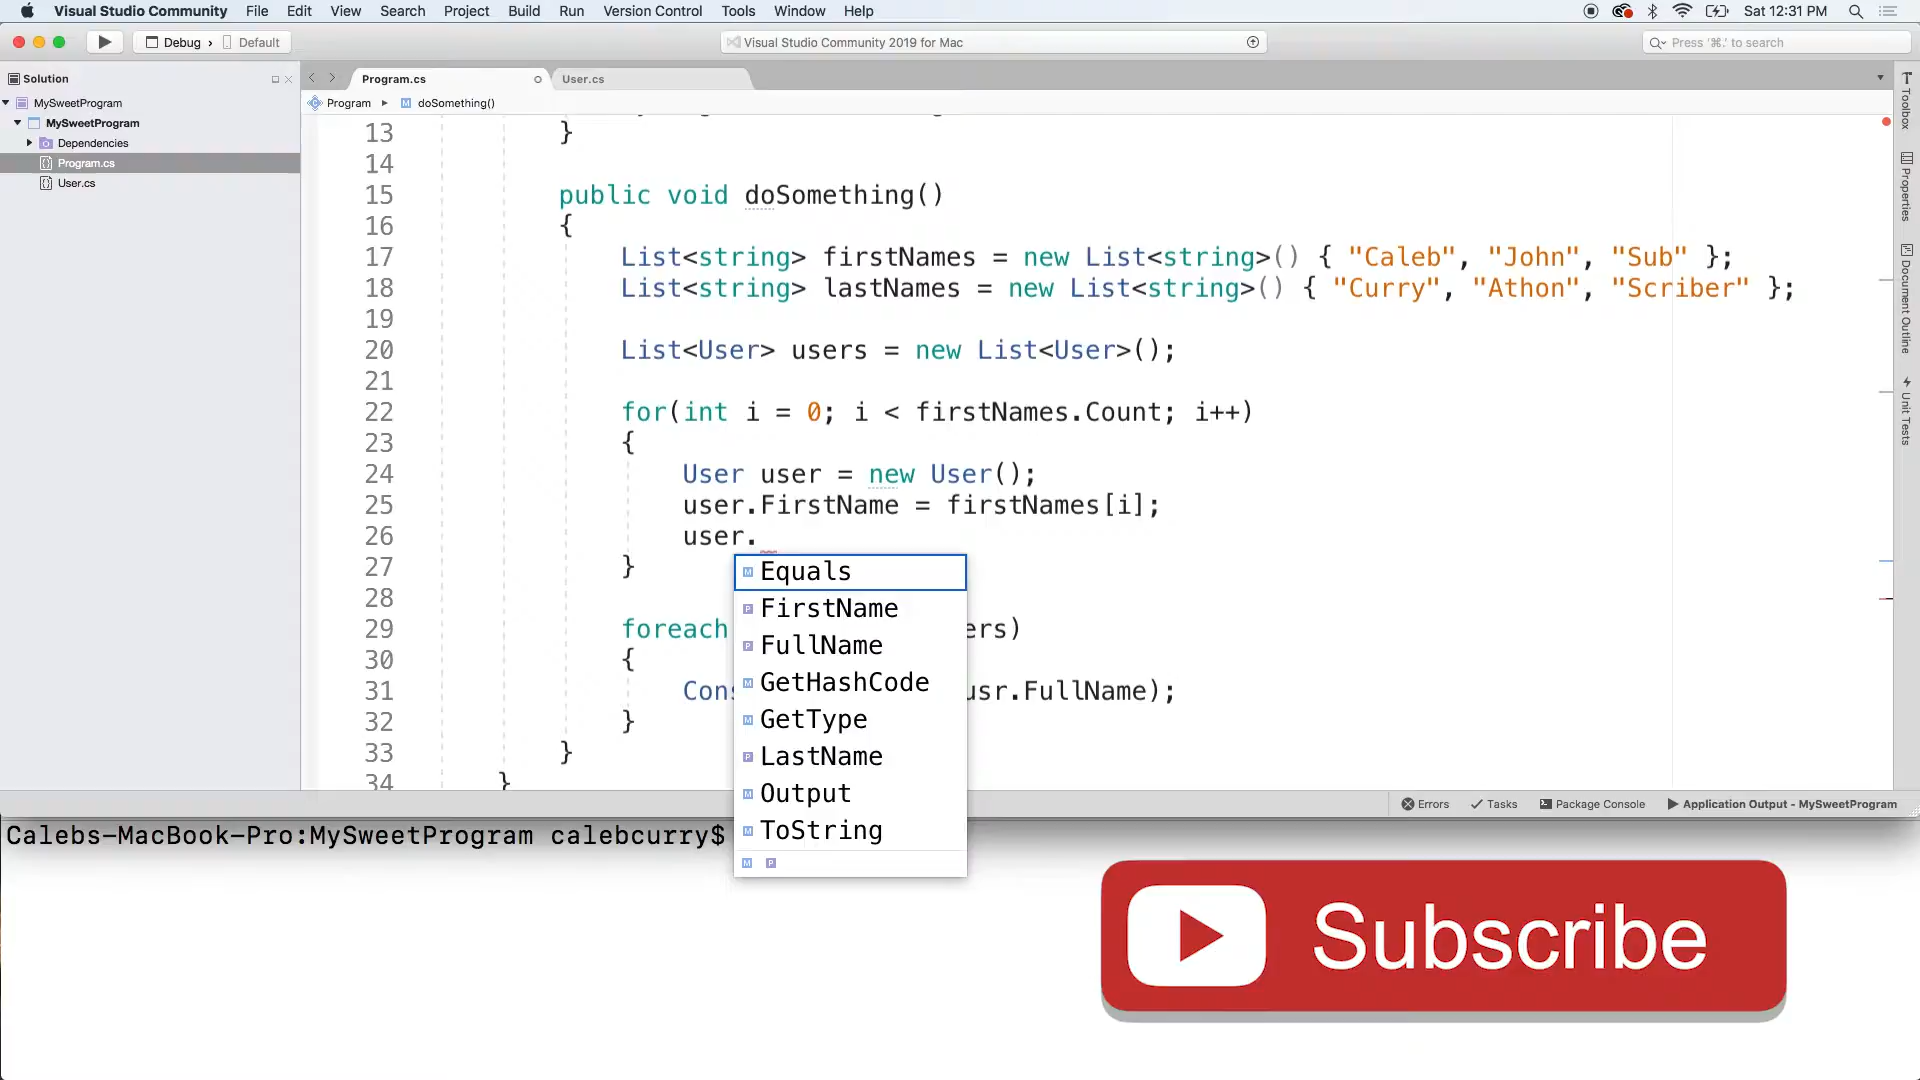 Visual Studio Community File Edit View Search Project Build Run Version Control Tools Window Help Sat 12:31 PM
Debug › Default Visual Studio Community 2019 for Mac Press '⌘.' to search
Solution
MySweetProgram
MySweetProgram
Dependencies
Program.cs
User.cs
Program.cs User.cs
Program ▸ doSomething()
13 }
14
15 public void doSomething()
16 {
17 List<string> firstNames = new List<string>() { "Caleb", "John", "Sub" };
18 List<string> lastNames = new List<string>() { "Curry", "Athon", "Scriber" };
19
20 List<User> users = new List<User>();
21
22 for(int i = 0; i < firstNames.Count; i++)
23 {
24 User user = new User();
25 user.FirstName = firstNames[i];
26 user.
27 }
28
29 foreach ers)
30 {
31 Cons usr.FullName);
32 }
33 }
34 }
M Equals
P FirstName
P FullName
M GetHashCode
M GetType
P LastName
M Output
M ToString
M P
Toolbox
Properties
Document Outline
Unit Tests
Errors Tasks Package Console Application Output - MySweetProgram
Calebs-MacBook-Pro:MySweetProgram calebcurry$
Subscribe